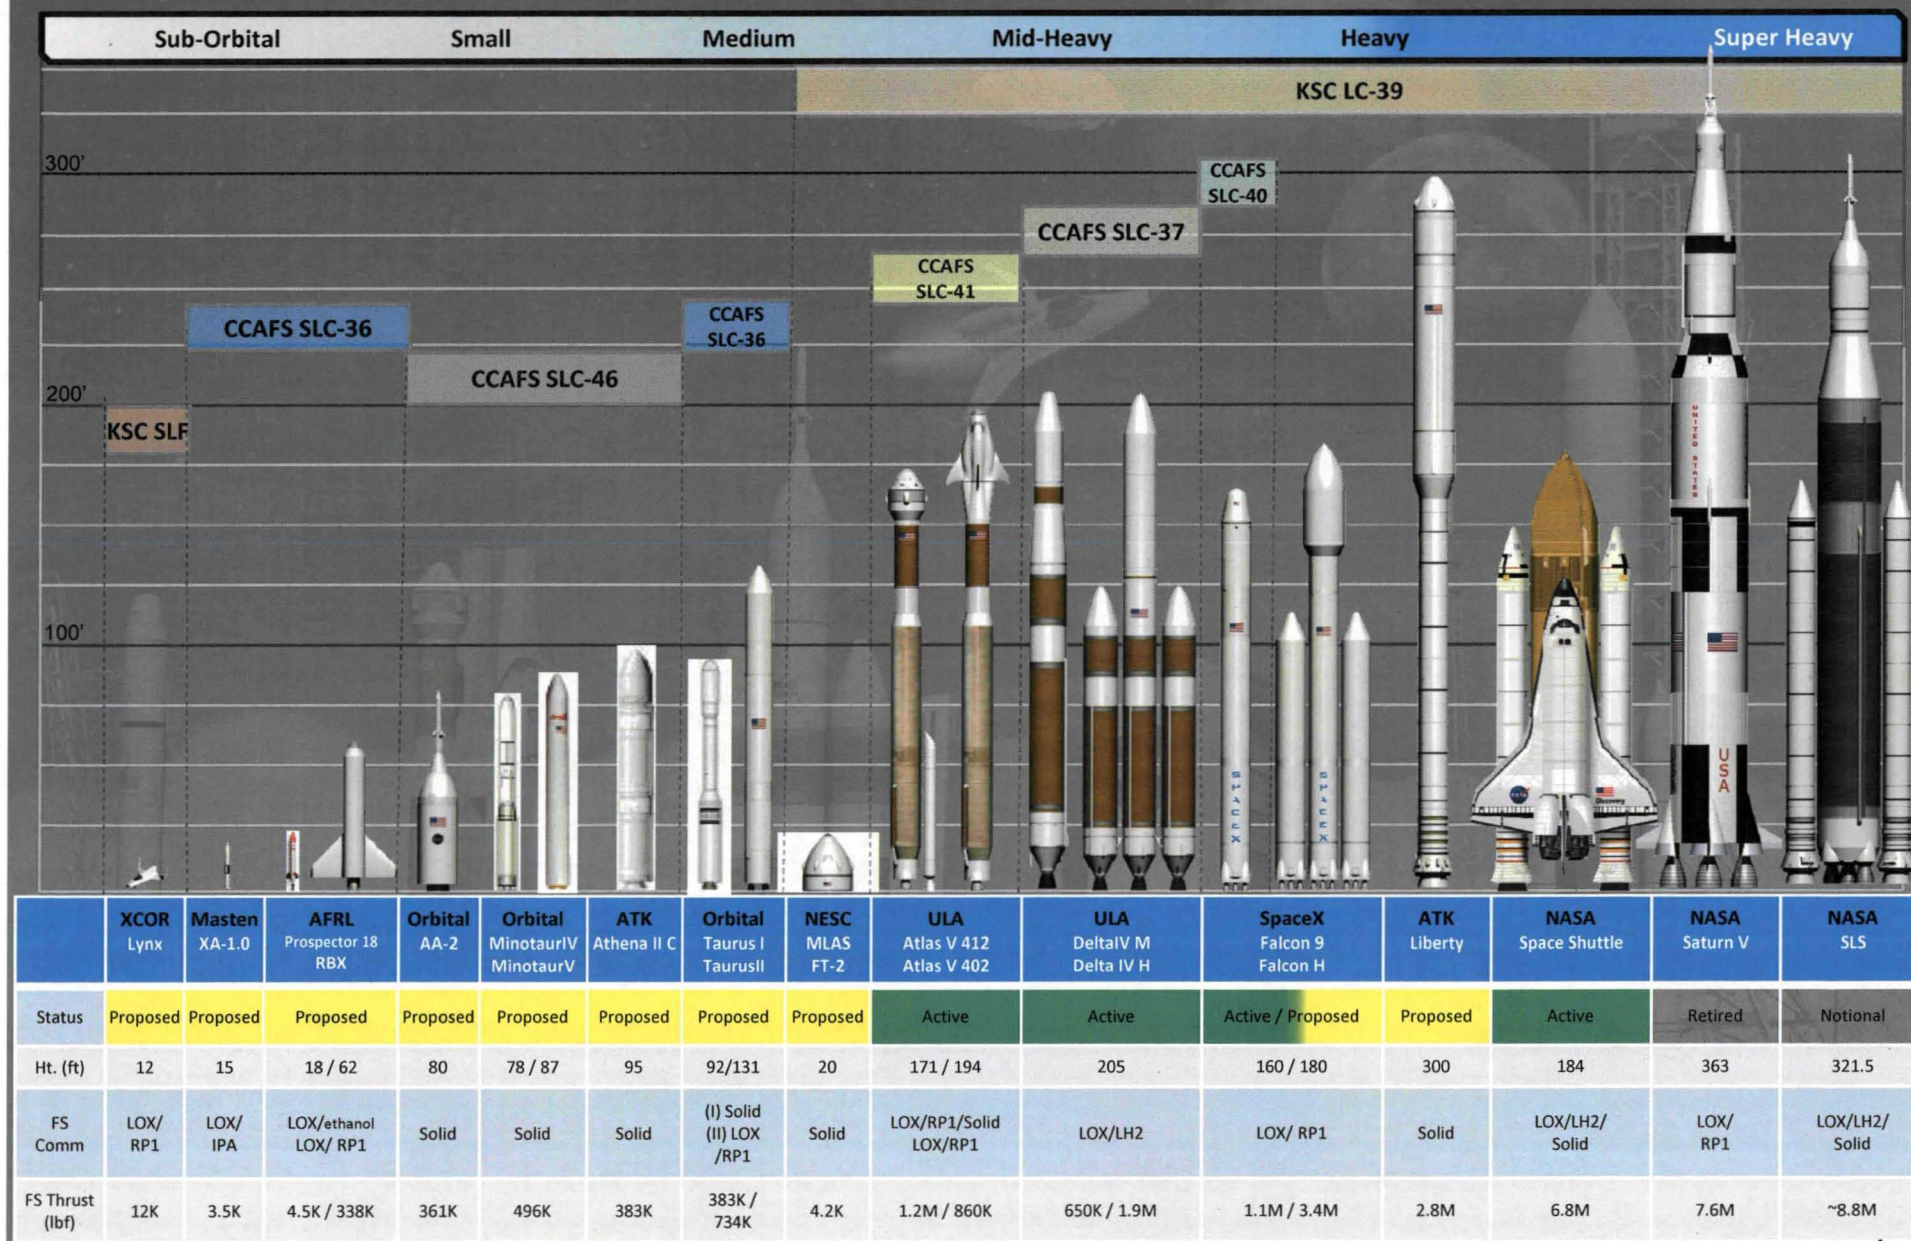 Sub-Orbital Small Medium Mid-Heavy Heavy Super Heavy
KSC LC-39
300'
CCAFS
SLC-40
CCAFS SLC-37
CCAFS
SLC-41
CCAFS SLC-36
CCAFS
SLC-36
CCAFS SLC-46
200'
KSC SLF
100'
UNITED STATES
USA
SPACEX
SPACEX
NASA
Discovery
XCOR Masten AFRL Orbital Orbital ATK Orbital NESC ULA ULA SpaceX ATK NASA NASA NASA
Lynx XA-1.0 Prospector 18 AA-2 MinotaurIV Athena II C Taurus I MLAS Atlas V 412 DeltaIV M Falcon 9 Liberty Space Shuttle Saturn V SLS
RBX MinotaurV TaurusII FT-2 Atlas V 402 Delta IV H Falcon H
Status Proposed Proposed Proposed Proposed Proposed Proposed Proposed Proposed Active Active Active / Proposed Proposed Active Retired Notional
Ht. (ft) 12 15 18 / 62 80 78 / 87 95 92/131 20 171 / 194 205 160 / 180 300 184 363 321.5
FS Comm LOX/ RP1 LOX/ IPA LOX/ethanol LOX/ RP1 Solid Solid Solid (I) Solid (II) LOX /RP1 Solid LOX/RP1/Solid LOX/RP1 LOX/LH2 LOX/ RP1 Solid LOX/LH2/ Solid LOX/ RP1 LOX/LH2/ Solid
FS Thrust (lbf) 12K 3.5K 4.5K / 338K 361K 496K 383K 383K / 734K 4.2K 1.2M / 860K 650K / 1.9M 1.1M / 3.4M 2.8M 6.8M 7.6M ~8.8M